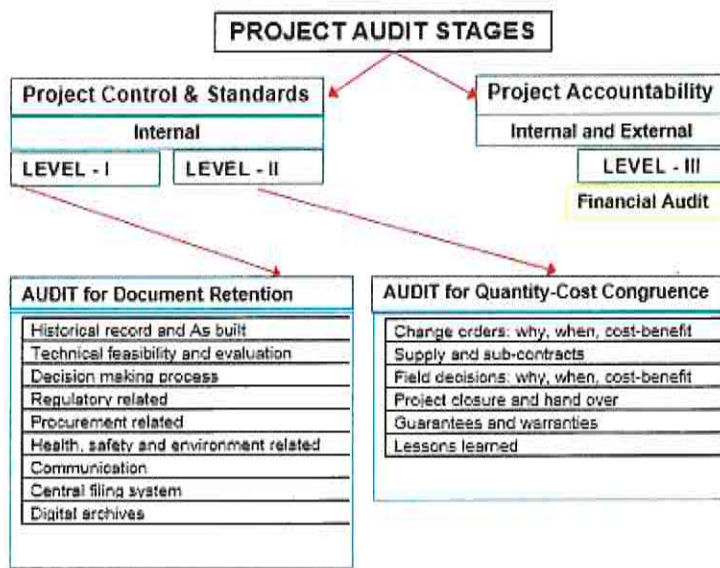 PROJECT AUDIT STAGES
Project Control & Standards
Internal
LEVEL - I
LEVEL - II
Project Accountability
Internal and External
LEVEL - III
Financial Audit
AUDIT for Document Retention
Historical record and As built
Technical feasibility and evaluation
Decision making process
Regulatory related
Procurement related
Health, safety and environment related
Communication
Central filing system
Digital archives
AUDIT for Quantity-Cost Congruence
Change orders: why, when, cost-benefit
Supply and sub-contracts
Field decisions: why, when, cost-benefit
Project closure and hand over
Guarantees and warranties
Lessons learned